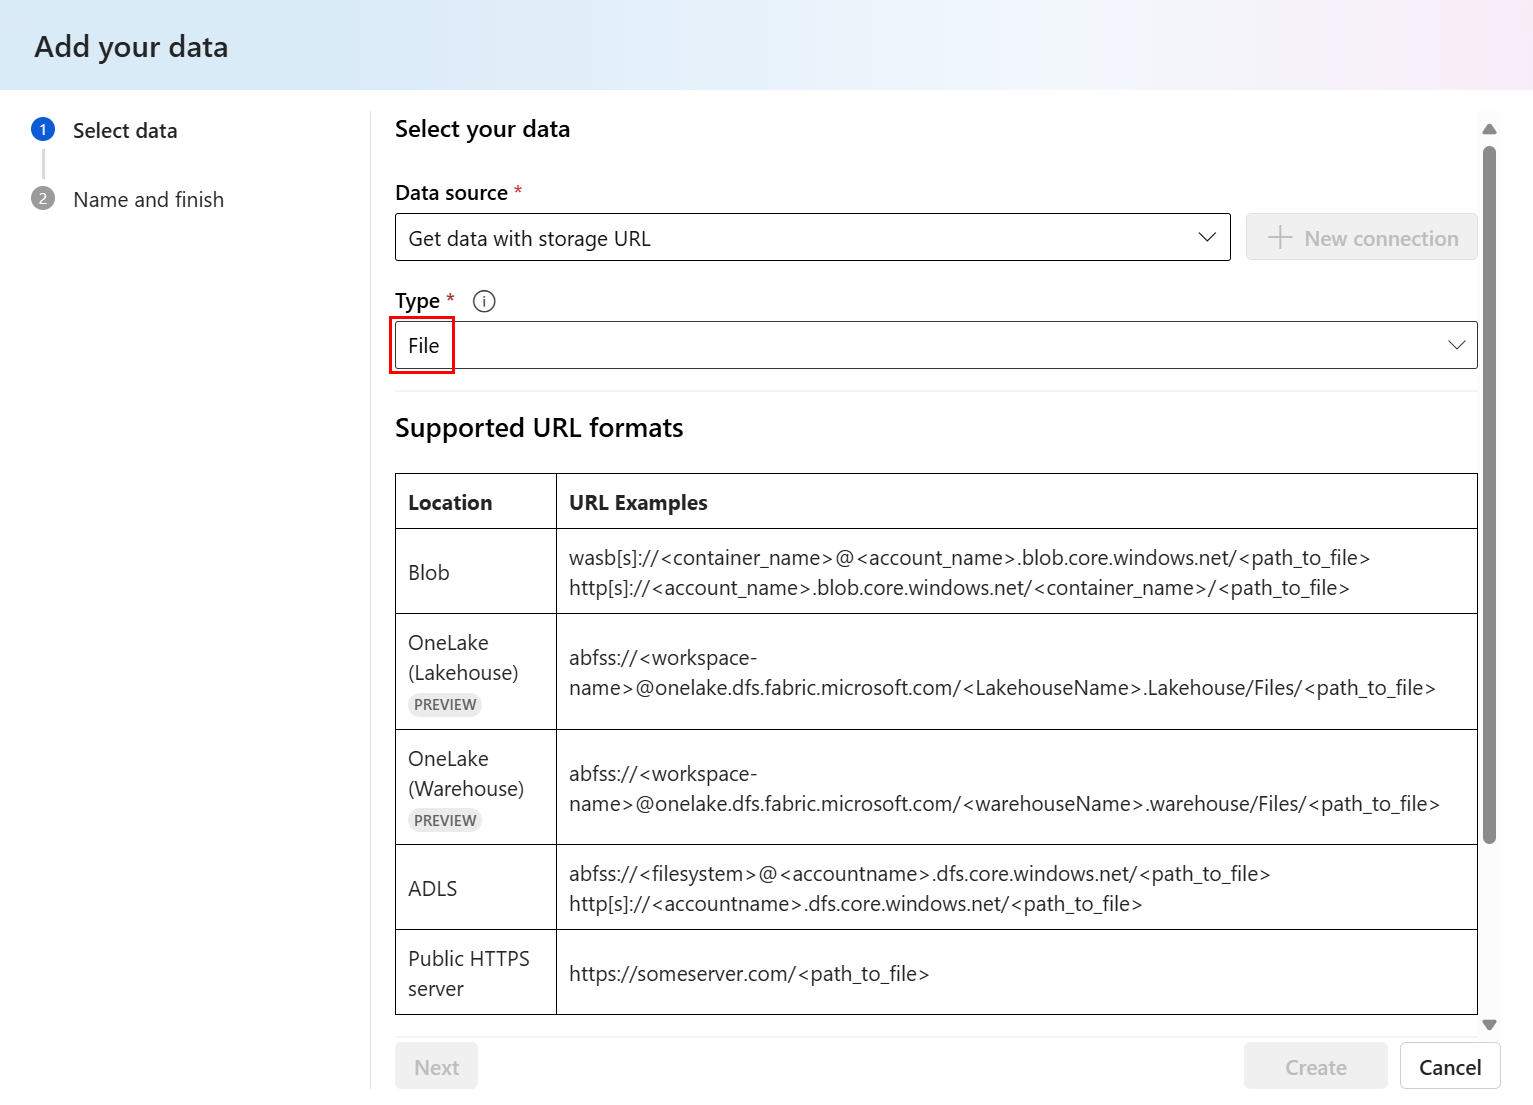 Add your data
1 Select data
2 Name and finish
Select your data
Data source *
Get data with storage URL
New connection
Type *
File
Supported URL formats
Location URL Examples
Blob
wasb[s]://<container_name>@<account_name>.blob.core.windows.net/<path_to_file>
http[s]://<account_name>.blob.core.windows.net/<container_name>/<path_to_file>
OneLake
(Lakehouse)
PREVIEW
abfss://<workspace-
name>@onelake.dfs.fabric.microsoft.com/<LakehouseName>.Lakehouse/Files/<path_to_file>
OneLake
(Warehouse)
PREVIEW
abfss://<workspace-
name>@onelake.dfs.fabric.microsoft.com/<warehouseName>.warehouse/Files/<path_to_file>
ADLS
abfss://<filesystem>@<accountname>.dfs.core.windows.net/<path_to_file>
http[s]://<accountname>.dfs.core.windows.net/<path_to_file>
Public HTTPS
server
https://someserver.com/<path_to_file>
Next
Create
Cancel